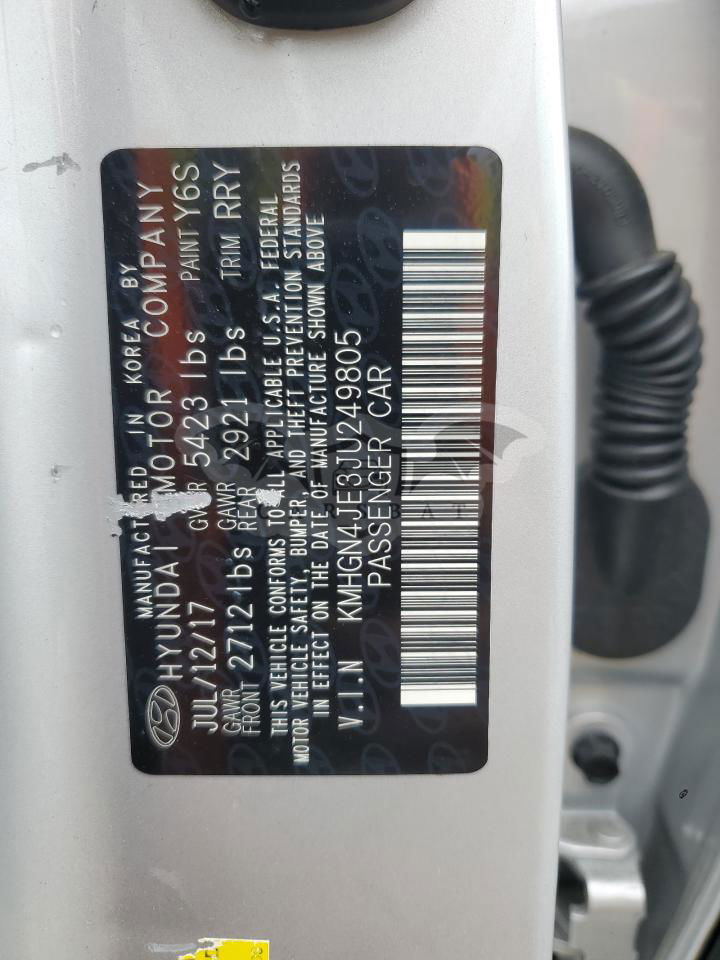 MANUFACTURED IN KOREA BY
HYUNDAI MOTOR COMPANY
JUL/12/17 GVWR 5423 lbs PAINT Y6S
GAWR FRONT 2712 lbs GAWR REAR 2921 lbs TRIM RRY
THIS VEHICLE CONFORMS TO ALL APPLICABLE U.S.A. FEDERAL
MOTOR VEHICLE SAFETY, BUMPER, AND THEFT PREVENTION STANDARDS
IN EFFECT ON THE DATE OF MANUFACTURE SHOWN ABOVE
V.I.N KMHGN4JE3JU249805
PASSENGER CAR